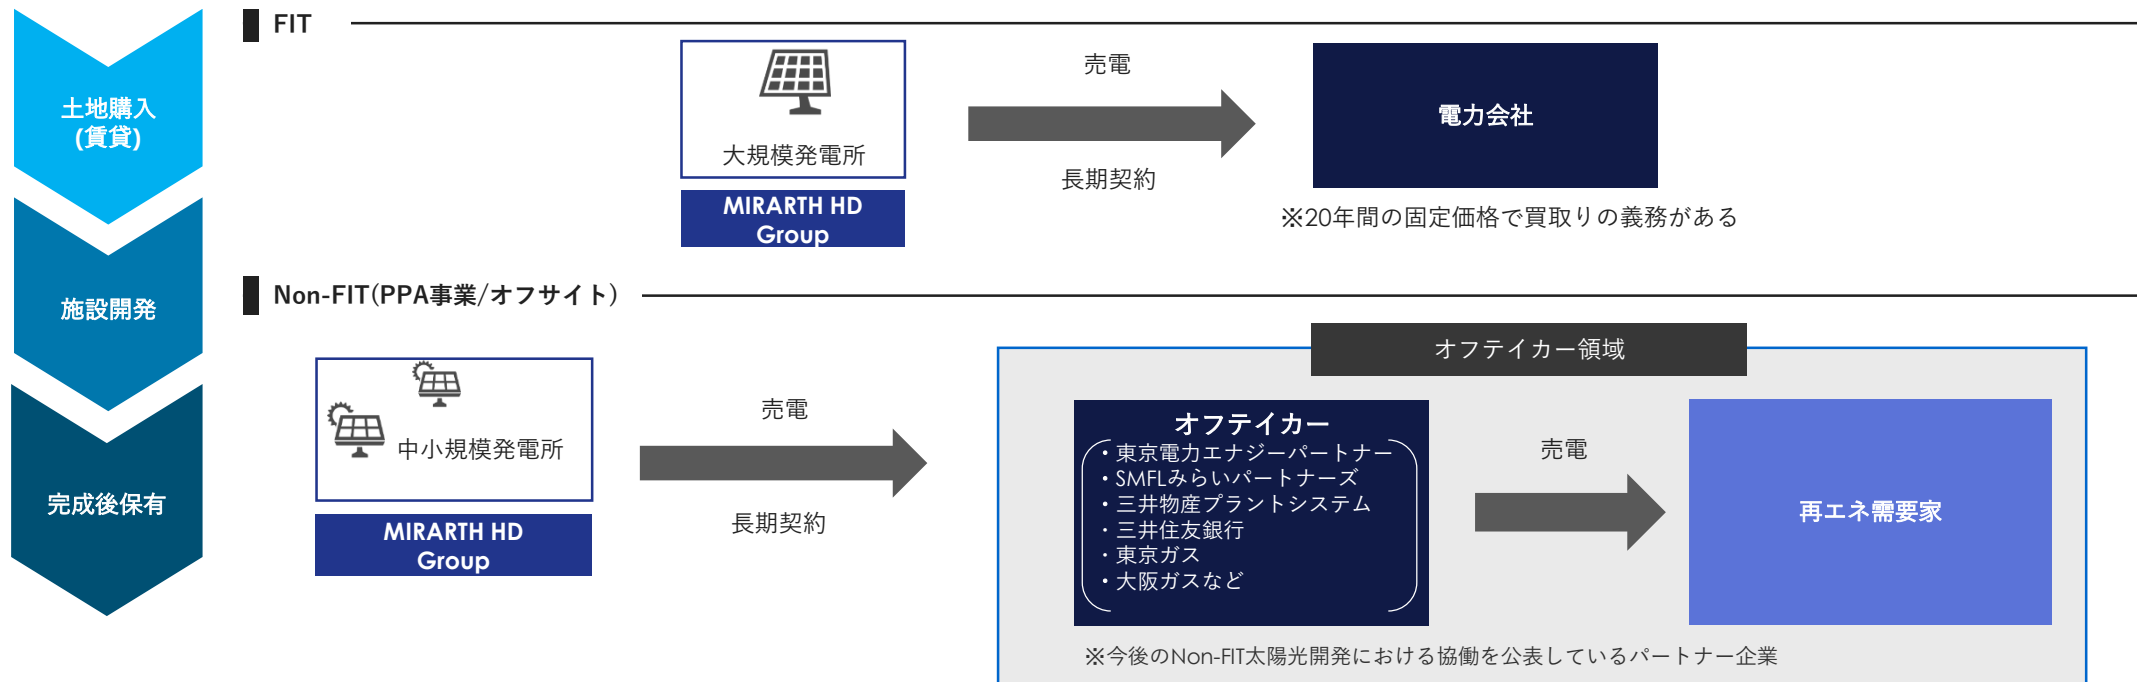 土地購入
(賃貸)
施設開発
完成後保有
FIT
大規模発電所
MIRARTH HD
Group
売電
長期契約
電力会社
※20年間の固定価格で買取りの義務がある
Non-FIT(PPA事業/オフサイト)
中小規模発電所
MIRARTH HD
Group
売電
長期契約
オフテイカー領域
オフテイカー
・東京電力エナジーパートナー
・SMFLみらいパートナーズ
・三井物産プラントシステム
・三井住友銀行
・東京ガス
・大阪ガスなど
売電
再エネ需要家
※今後のNon-FIT太陽光開発における協働を公表しているパートナー企業